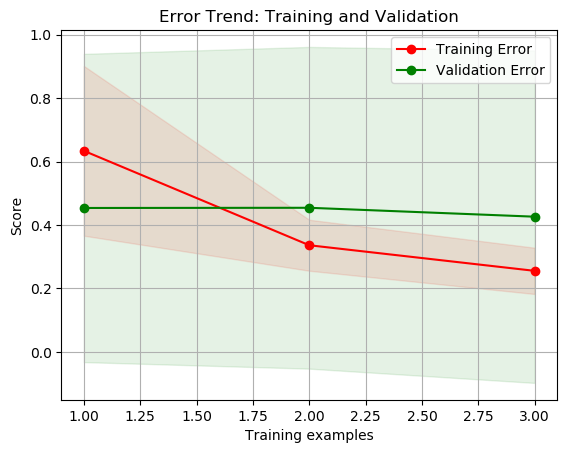 Error Trend: Training and Validation
1.0
Training Error
Validation Error
0.8
0.6
0.4
0.2
0.0
Score
1.00 1.25 1.50 1.75 2.00 2.25 2.50 2.75 3.00
Training examples